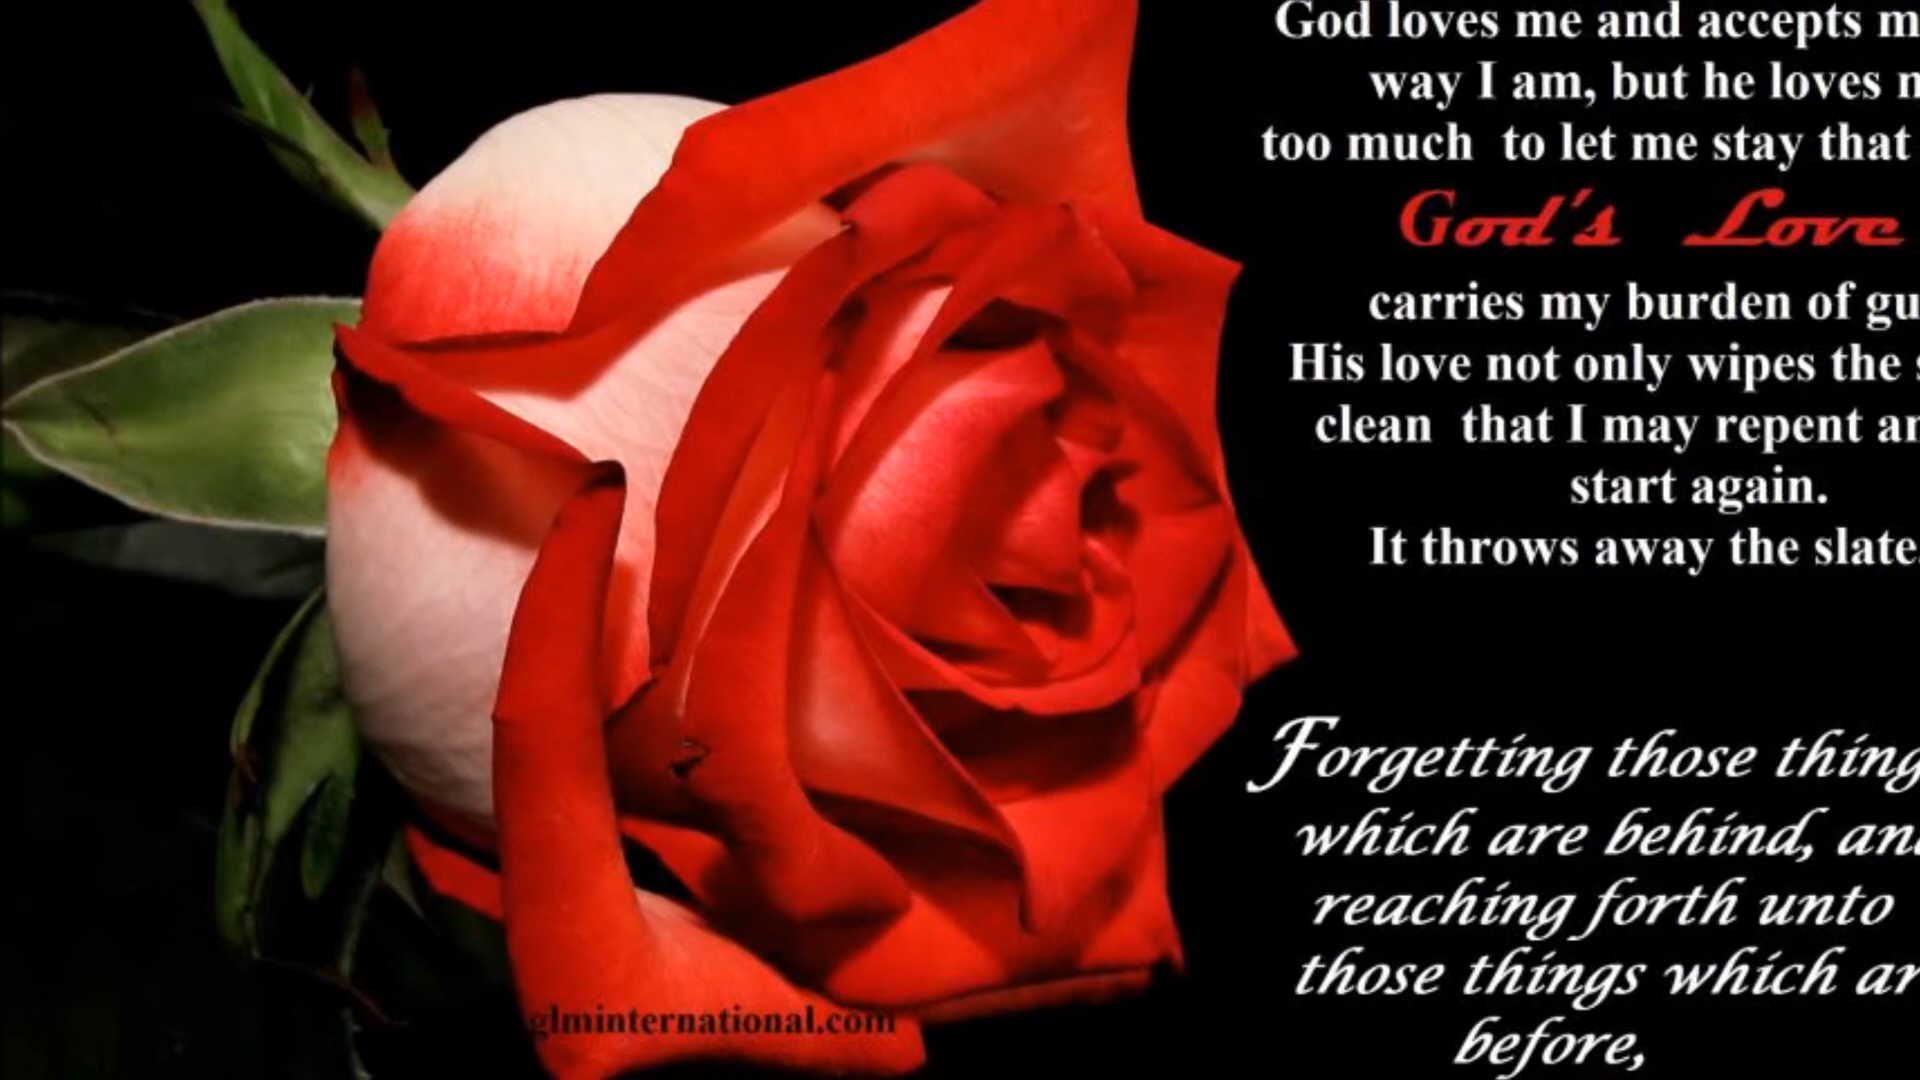 God loves me and accepts m
way I am, but he loves m
too much to let me stay that
God's Love
carries my burden of gu
His love not only wipes the s
clean that I may repent an
start again.
It throws away the slate.
Forgetting those thing
which are behind, and
reaching forth unto
those things which ar
before,
glminternational.com